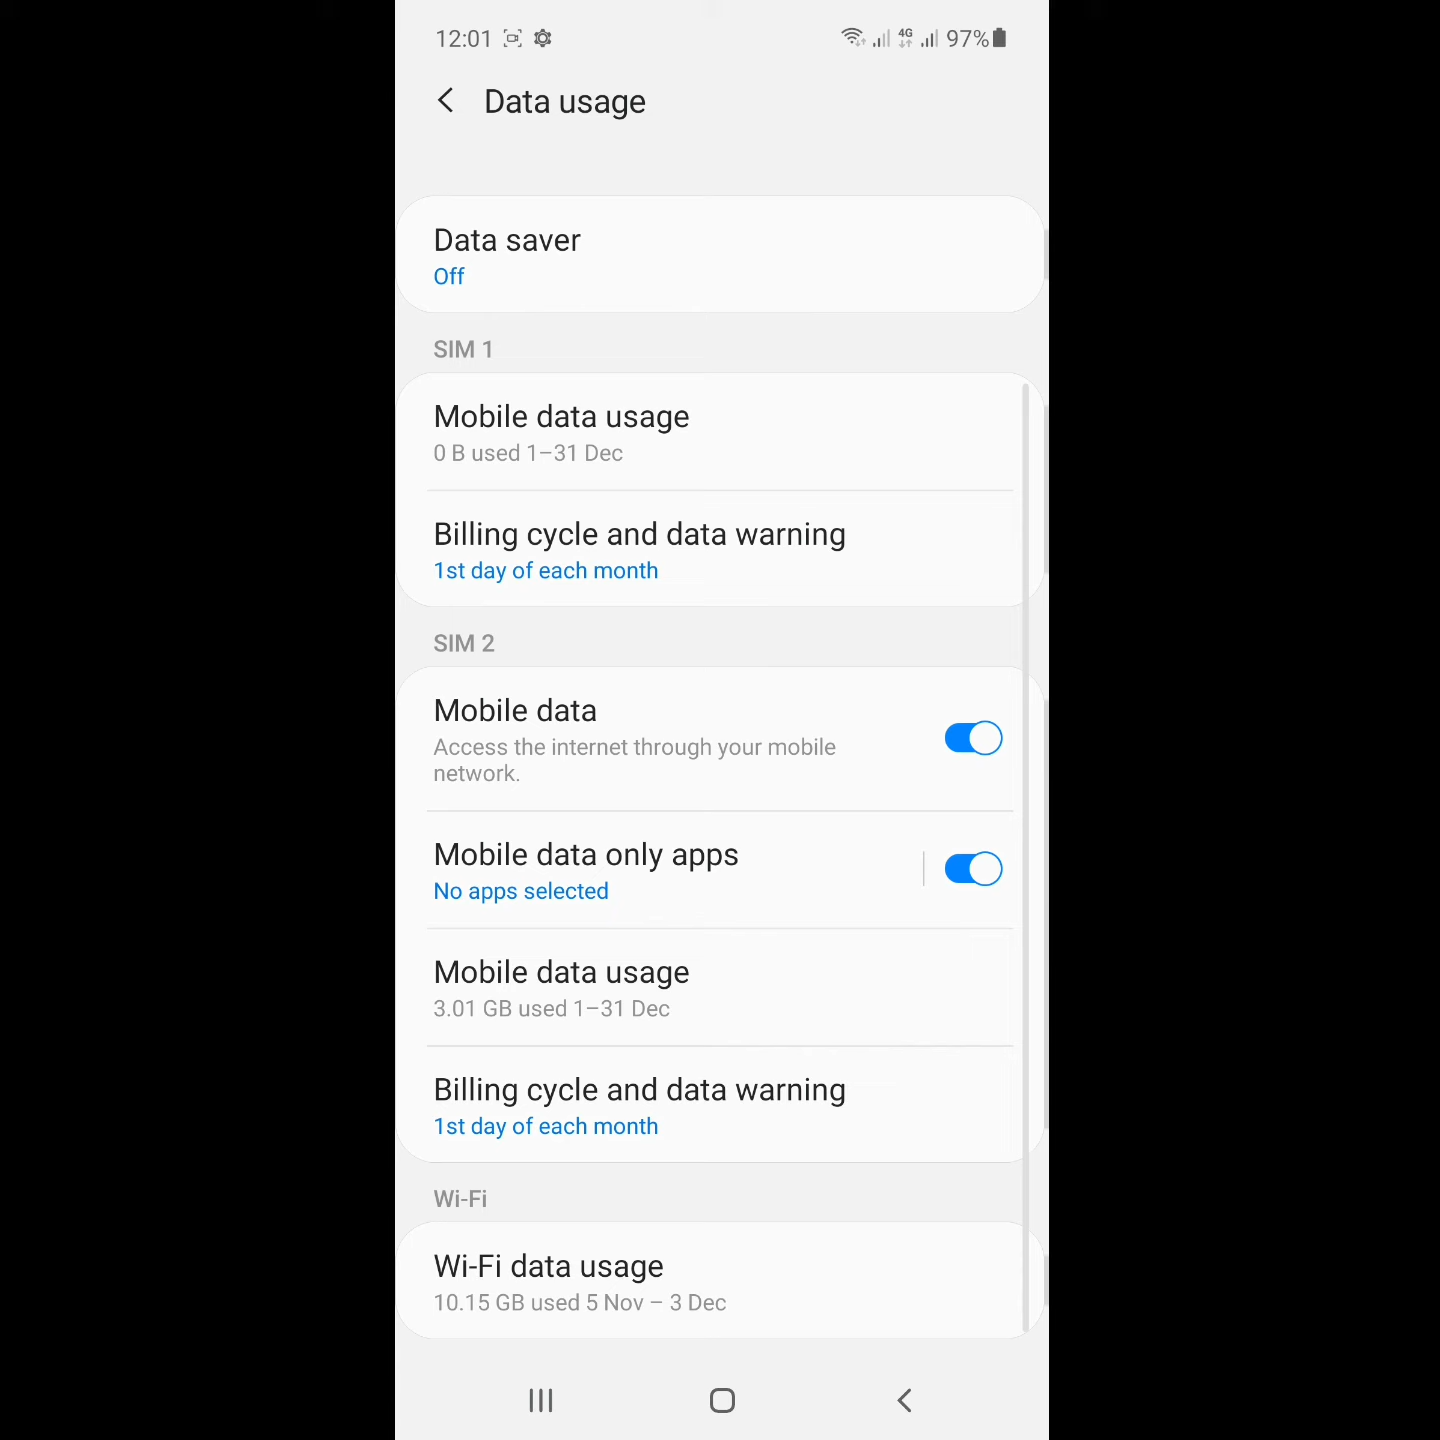 12:01 4G 97%
Data usage
Data saver
Off
SIM 1
Mobile data usage
0 B used 1–31 Dec
Billing cycle and data warning
1st day of each month
SIM 2
Mobile data
Access the internet through your mobile
network.
Mobile data only apps
No apps selected
Mobile data usage
3.01 GB used 1–31 Dec
Billing cycle and data warning
1st day of each month
Wi-Fi
Wi-Fi data usage
10.15 GB used 5 Nov – 3 Dec